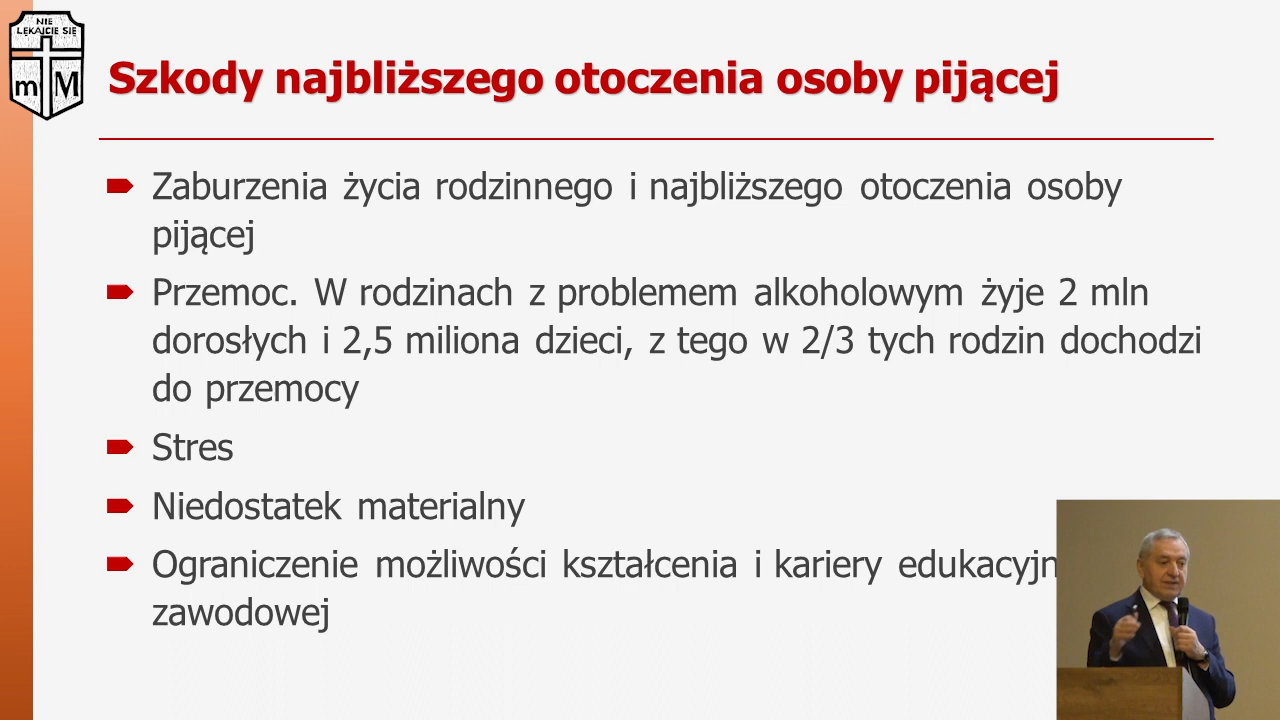 NIE
LĘKAJCIE SIĘ
m M
Szkody najbliższego otoczenia osoby pijącej
Zaburzenia życia rodzinnego i najbliższego otoczenia osoby
pijącej
Przemoc. W rodzinach z problemem alkoholowym żyje 2 mln
dorosłych i 2,5 miliona dzieci, z tego w 2/3 tych rodzin dochodzi
do przemocy
Stres
Niedostatek materialny
Ograniczenie możliwości kształcenia i kariery
zawodowej